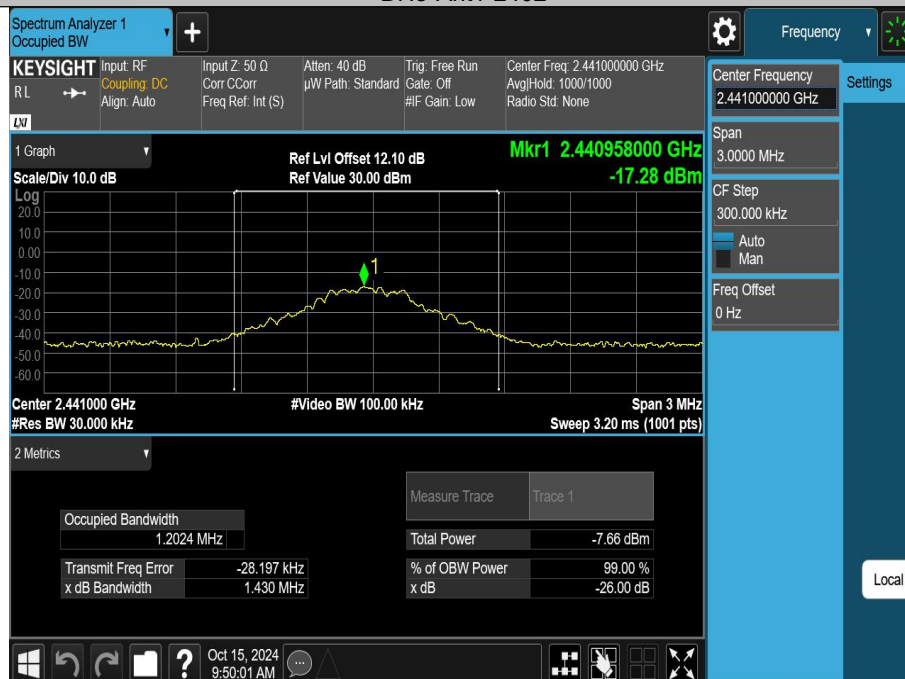 Spectrum Analyzer 1
Occupied BW
Frequency
KEYSIGHT
RL
LXI
Input: RF
Coupling: DC
Align: Auto
Input Z: 50 Ω
Corr CCorr
Freq Ref: Int (S)
Atten: 40 dB
µW Path: Standard
Trig: Free Run
Gate: Off
#IF Gain: Low
Center Freq: 2.441000000 GHz
Avg|Hold: 1000/1000
Radio Std: None
Center Frequency
2.441000000 GHz
Settings
Span
3.0000 MHz
CF Step
300.000 kHz
Auto
Man
Freq Offset
0 Hz
Local
1 Graph
Scale/Div 10.0 dB
Ref Lvl Offset 12.10 dB
Ref Value 30.00 dBm
Mkr1 2.440958000 GHz
-17.28 dBm
Log
20.0
10.0
0.00
-10.0
-20.0
-30.0
-40.0
-50.0
-60.0
1
Center 2.441000 GHz
#Res BW 30.000 kHz
#Video BW 100.00 kHz
Span 3 MHz
Sweep 3.20 ms (1001 pts)
2 Metrics
Measure Trace
Trace 1
Occupied Bandwidth
1.2024 MHz
Total Power
-7.66 dBm
Transmit Freq Error
-28.197 kHz
% of OBW Power
99.00 %
x dB Bandwidth
1.430 MHz
x dB
-26.00 dB
?
Oct 15, 2024
9:50:01 AM